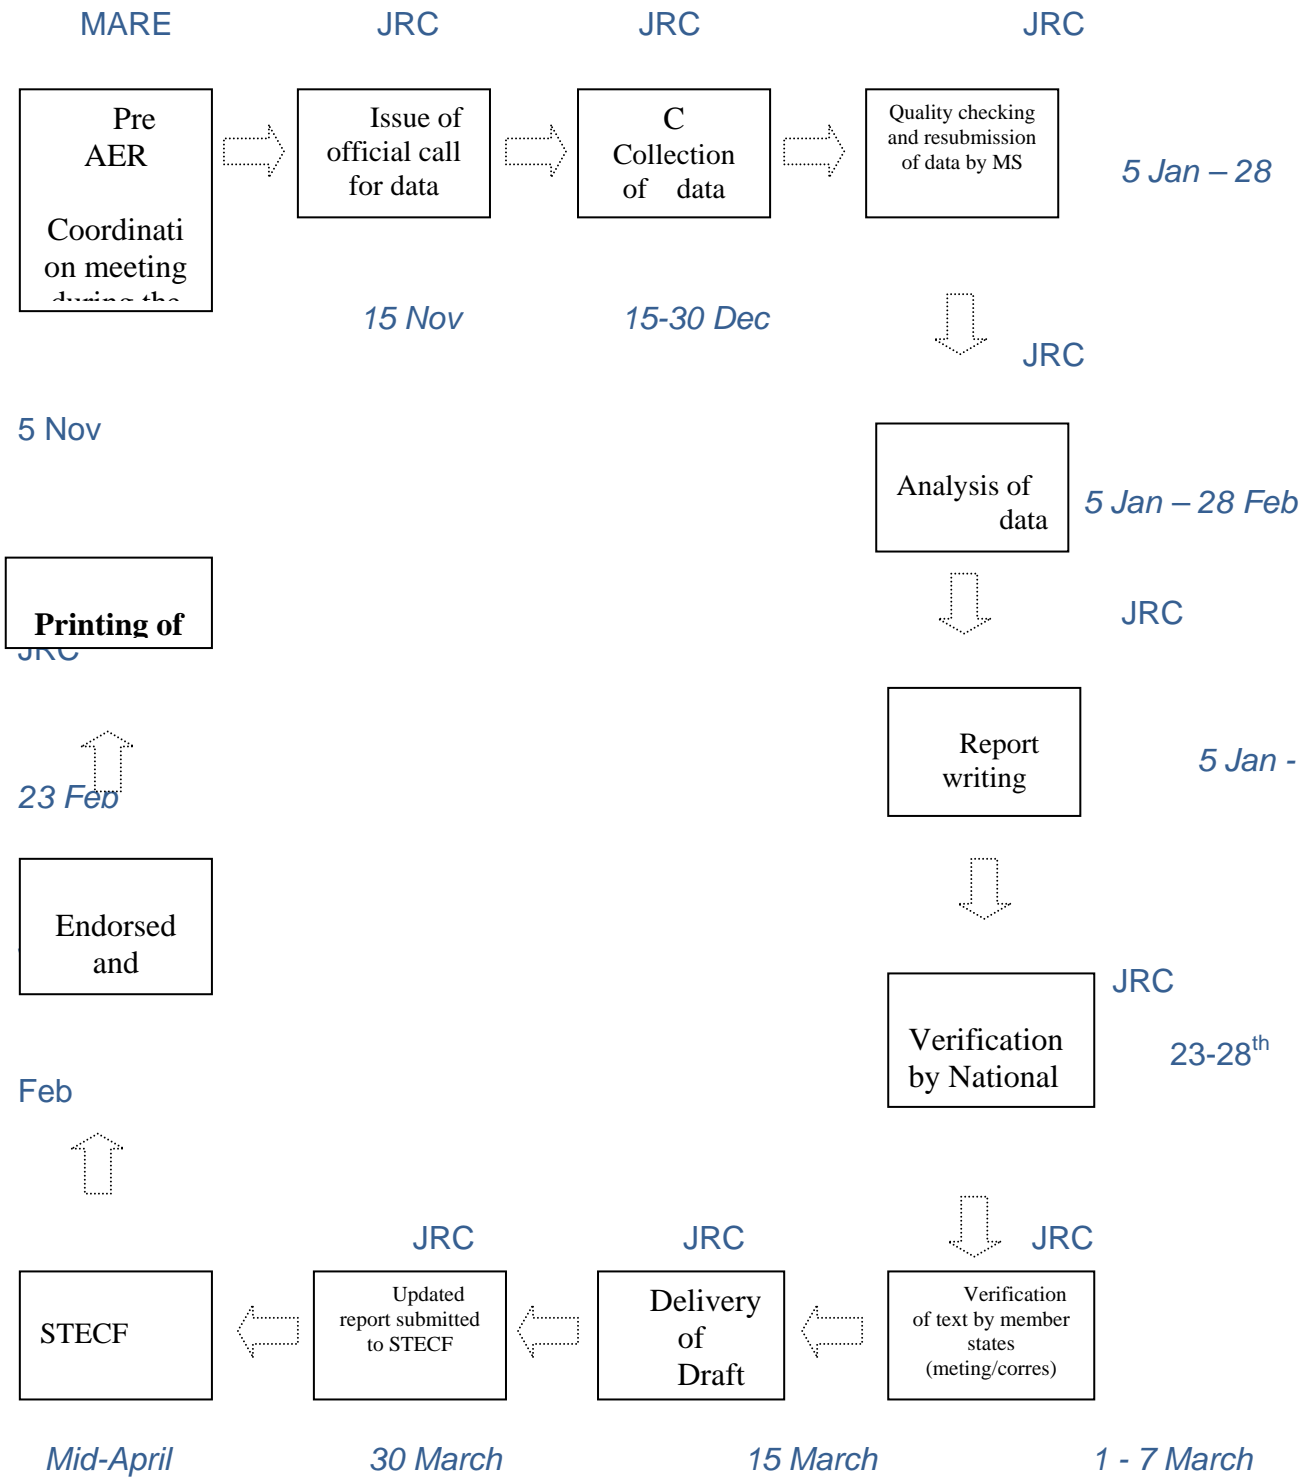 MARE JRC JRC JRC
Pre
AER
Coordinati
on meeting
during the
Issue of
official call
for data
C
Collection
of data
Quality checking
and resubmission
of data by MS
5 Jan – 28
15 Nov
15-30 Dec
JRC
5 Nov
Analysis of
data
5 Jan – 28 Feb
Printing of
JRC
JRC
Report
writing
5 Jan -
23 Feb
Endorsed
and
JRC
Verification
by National
23-28th
Feb
JRC JRC JRC
STECF
Updated
report submitted
to STECF
Delivery
of
Draft
Verification
of text by member
states
(meting/corres)
Mid-April
30 March
15 March
1 - 7 March